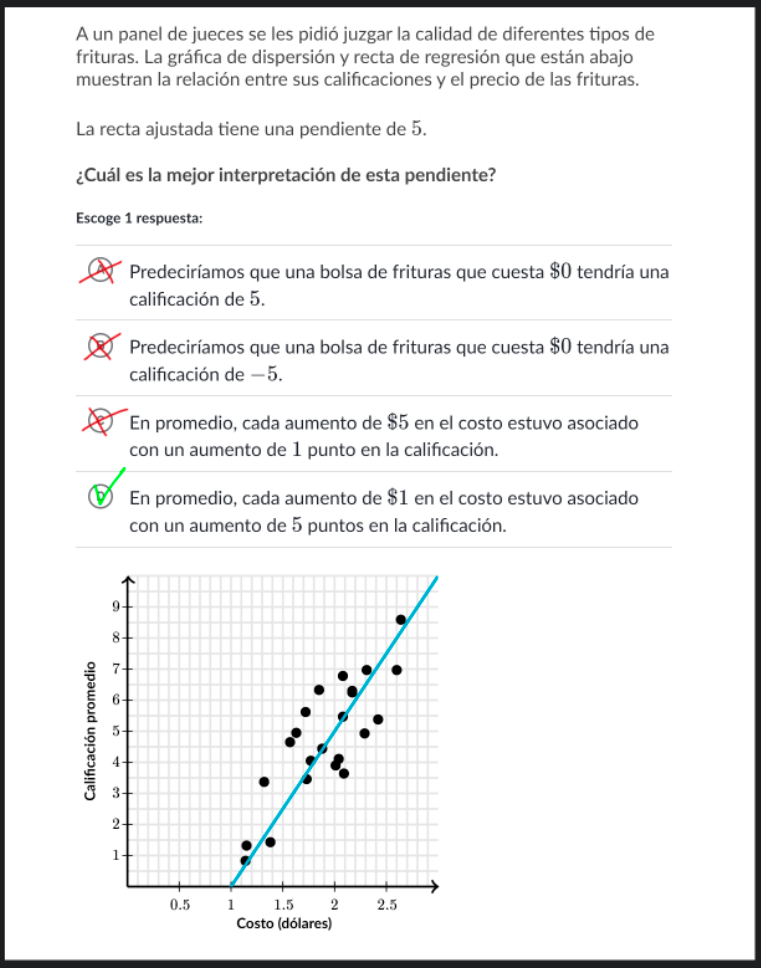 A un panel de jueces se les pidió juzgar la calidad de diferentes tipos de
frituras. La gráfica de dispersión y recta de regresión que están abajo
muestran la relación entre sus calificaciones y el precio de las frituras.
La recta ajustada tiene una pendiente de 5.
¿Cuál es la mejor interpretación de esta pendiente?
Escoge 1 respuesta:
A Predeciríamos que una bolsa de frituras que cuesta $0 tendría una
calificación de 5.
B Predeciríamos que una bolsa de frituras que cuesta $0 tendría una
calificación de −5.
C En promedio, cada aumento de $5 en el costo estuvo asociado
con un aumento de 1 punto en la calificación.
D En promedio, cada aumento de $1 en el costo estuvo asociado
con un aumento de 5 puntos en la calificación.
Calificación promedio
9
8
7
6
5
4
3
2
1
0.5 1 1.5 2 2.5
Costo (dólares)